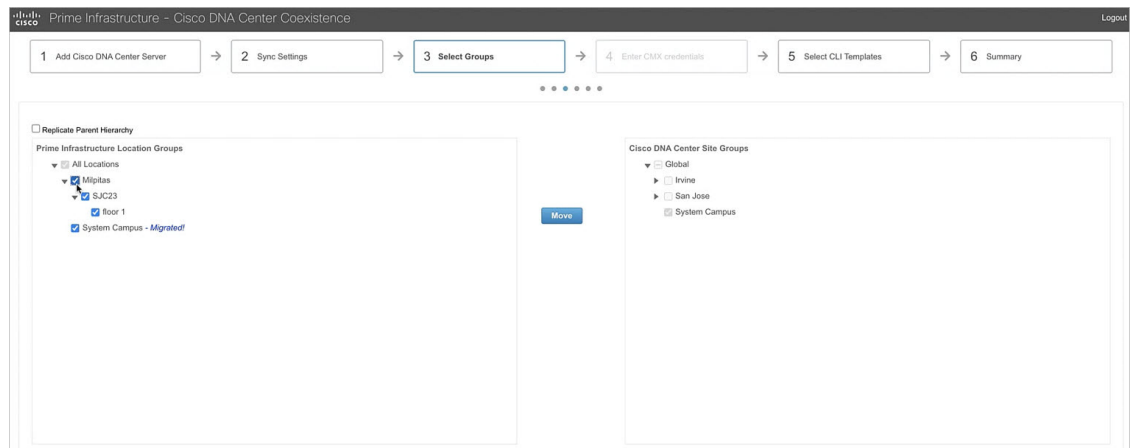 cisco Prime Infrastructure - Cisco DNA Center Coexistence Logout
1 Add Cisco DNA Center Server → 2 Sync Settings → 3 Select Groups → 4 Enter CMX credentials → 5 Select CLI Templates → 6 Summary
Replicate Parent Hierarchy
Prime Infrastructure Location Groups Cisco DNA Center Site Groups
All Locations Global
Milpitas Irvine
SJC23 San Jose
floor 1 System Campus
Move
System Campus - Migrated!